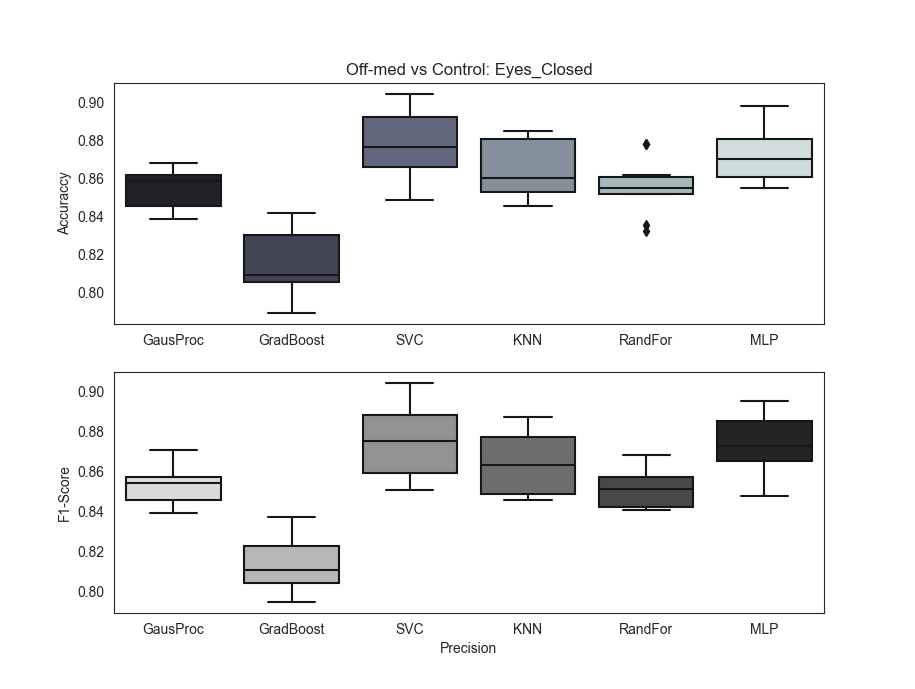 Off-med vs Control: Eyes_Closed
Accuraccy
0.90
0.88
0.86
0.84
0.82
0.80
GausProc GradBoost SVC KNN RandFor MLP
F1-Score
0.90
0.88
0.86
0.84
0.82
0.80
GausProc GradBoost SVC KNN RandFor MLP
Precision